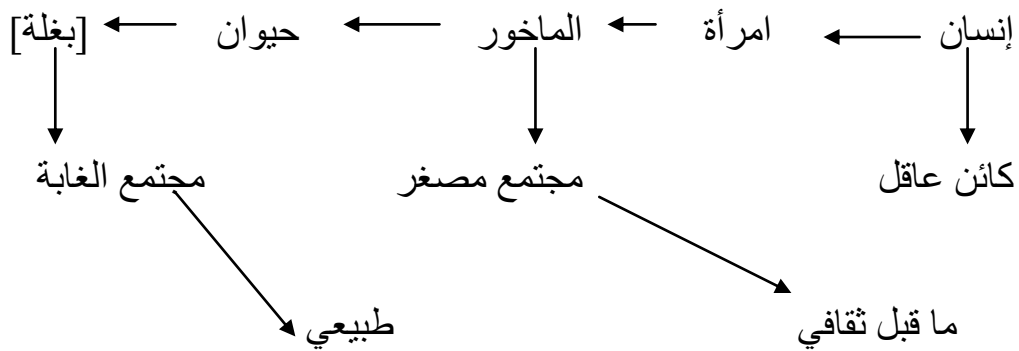 إنسان امرأة الماخور حيوان [بغلة]
كائن عاقل مجتمع مصغر مجتمع الغابة
ما قبل ثقافي طبيعي